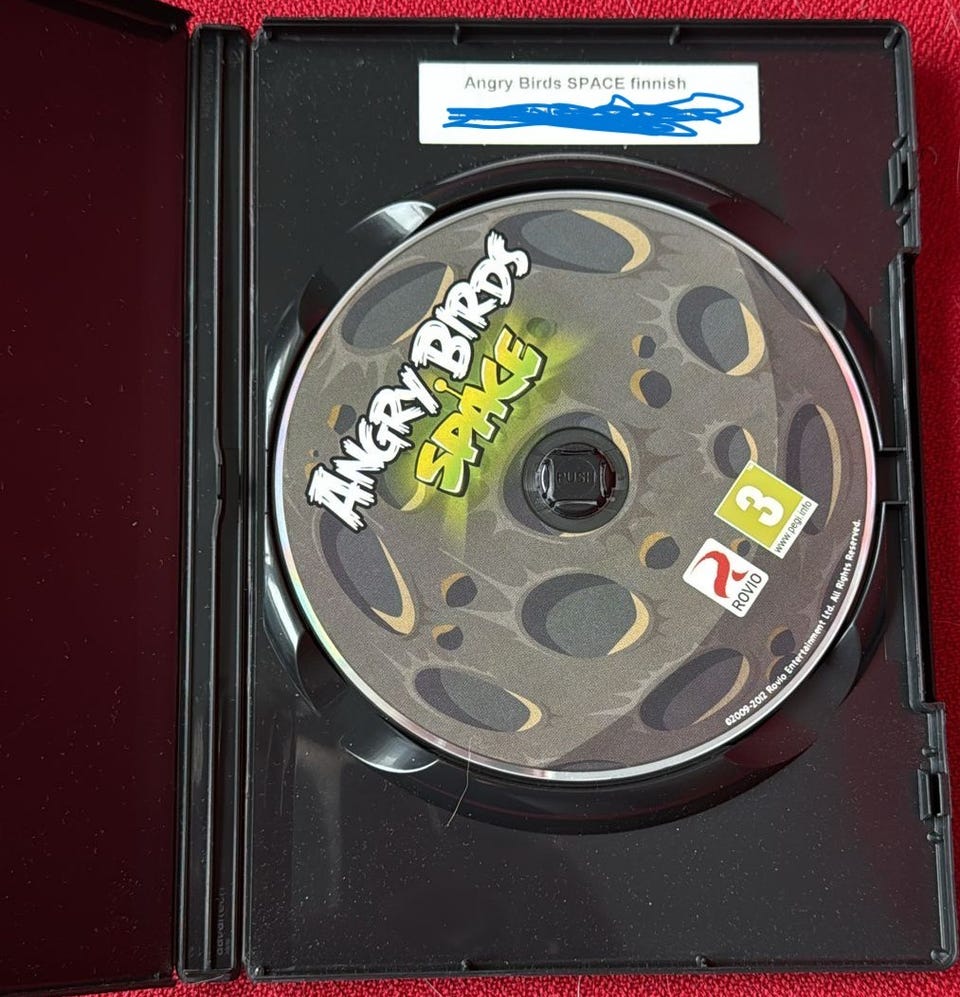 Angry Birds SPACE finnish
ANGRY BIRDS
SPACE
PUSH
3
www.pegi.info
ROVIO
©2009-2012 Rovio Entertainment Ltd. All Rights Reserved.